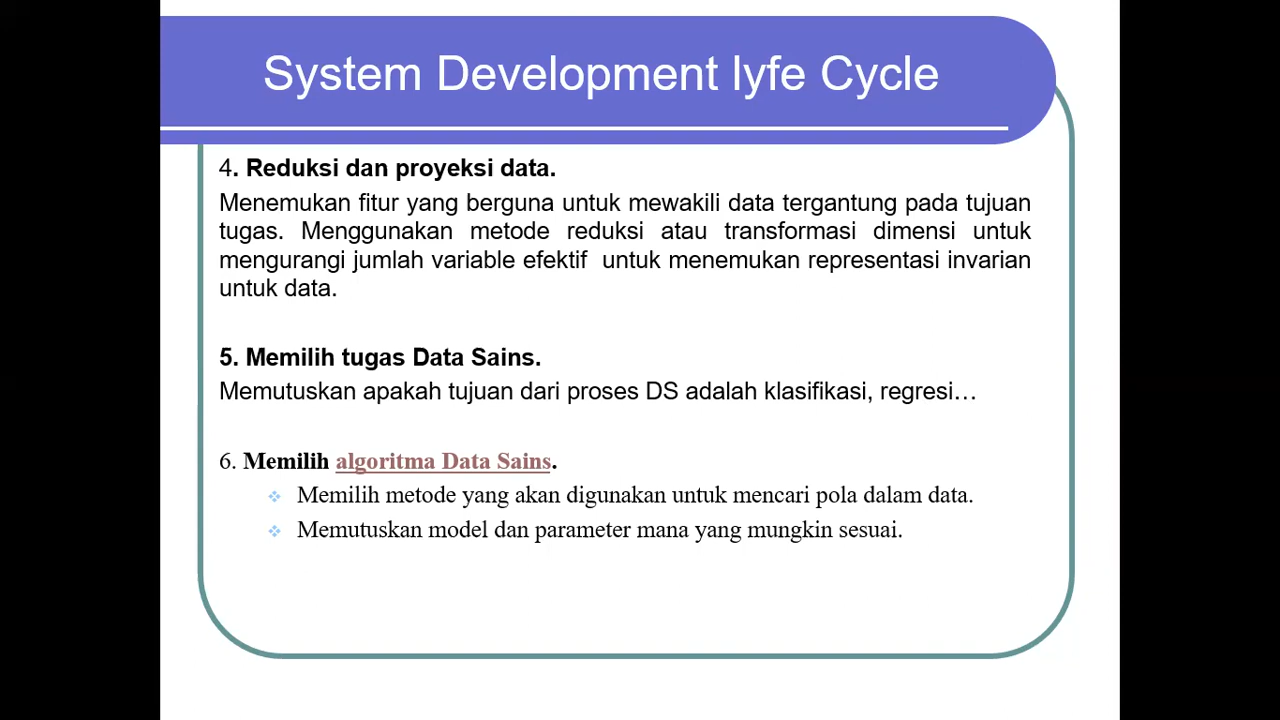 System Development lyfe Cycle
4. Reduksi dan proyeksi data.
Menemukan fitur yang berguna untuk mewakili data tergantung pada tujuan
tugas. Menggunakan metode reduksi atau transformasi dimensi untuk
mengurangi jumlah variable efektif untuk menemukan representasi invarian
untuk data.
5. Memilih tugas Data Sains.
Memutuskan apakah tujuan dari proses DS adalah klasifikasi, regresi…
6. Memilih algoritma Data Sains.
Memilih metode yang akan digunakan untuk mencari pola dalam data.
Memutuskan model dan parameter mana yang mungkin sesuai.